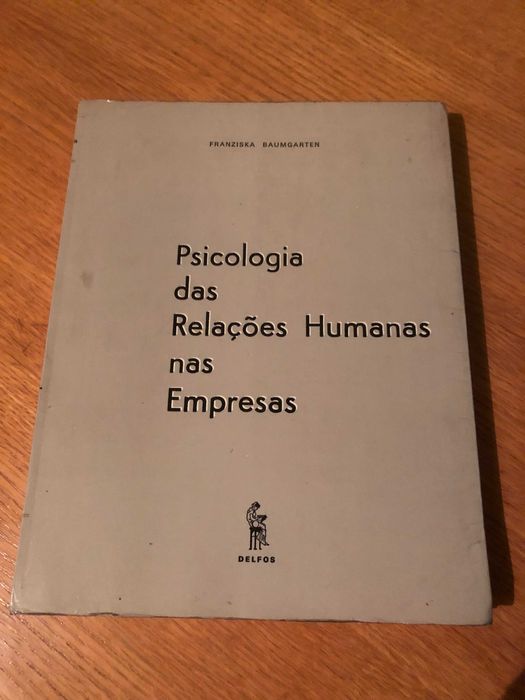 FRANZISKA BAUMGARTEN
Psicologia
das
Relações Humanas
nas
Empresas
DELFOS